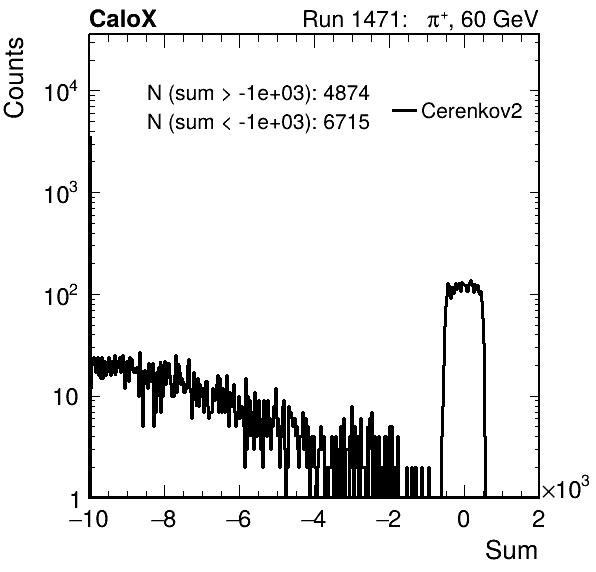 CaloX Run 1471: π⁺, 60 GeV
Counts
N (sum > -1e+03): 4874
N (sum < -1e+03): 6715
Cerenkov2
10⁴
10³
10²
10
1
−10 −8 −6 −4 −2 0 2
×10³
Sum